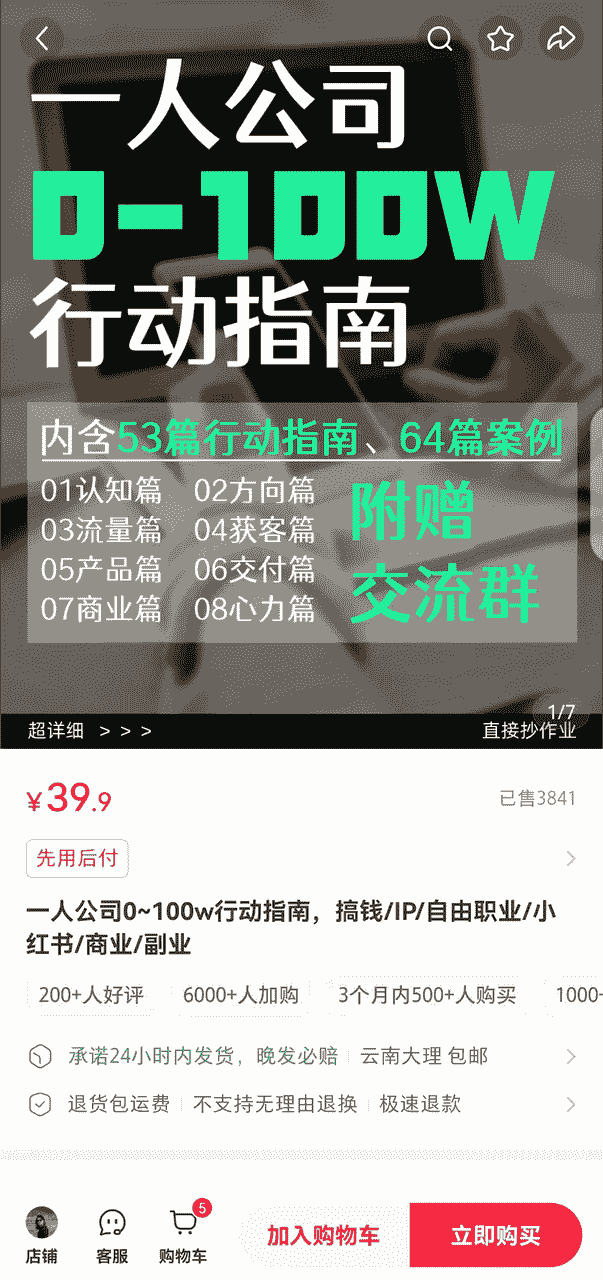 一人公司
0-100W
行动指南
内含53篇行动指南、64篇案例
01认知篇 02方向篇
03流量篇 04获客篇
05产品篇 06交付篇
07商业篇 08心力篇
附赠
交流群
1/7
超详细 > > > 直接抄作业
¥39.9 已售3841
先用后付
一人公司0~100w行动指南，搞钱/IP/自由职业/小
红书/商业/副业
200+人好评 6000+人加购 3个月内500+人购买 1000+
承诺24小时内发货，晚发必赔 云南大理 包邮
退货包运费 不支持无理由退换 极速退款
5
店铺 客服 购物车 加入购物车 立即购买